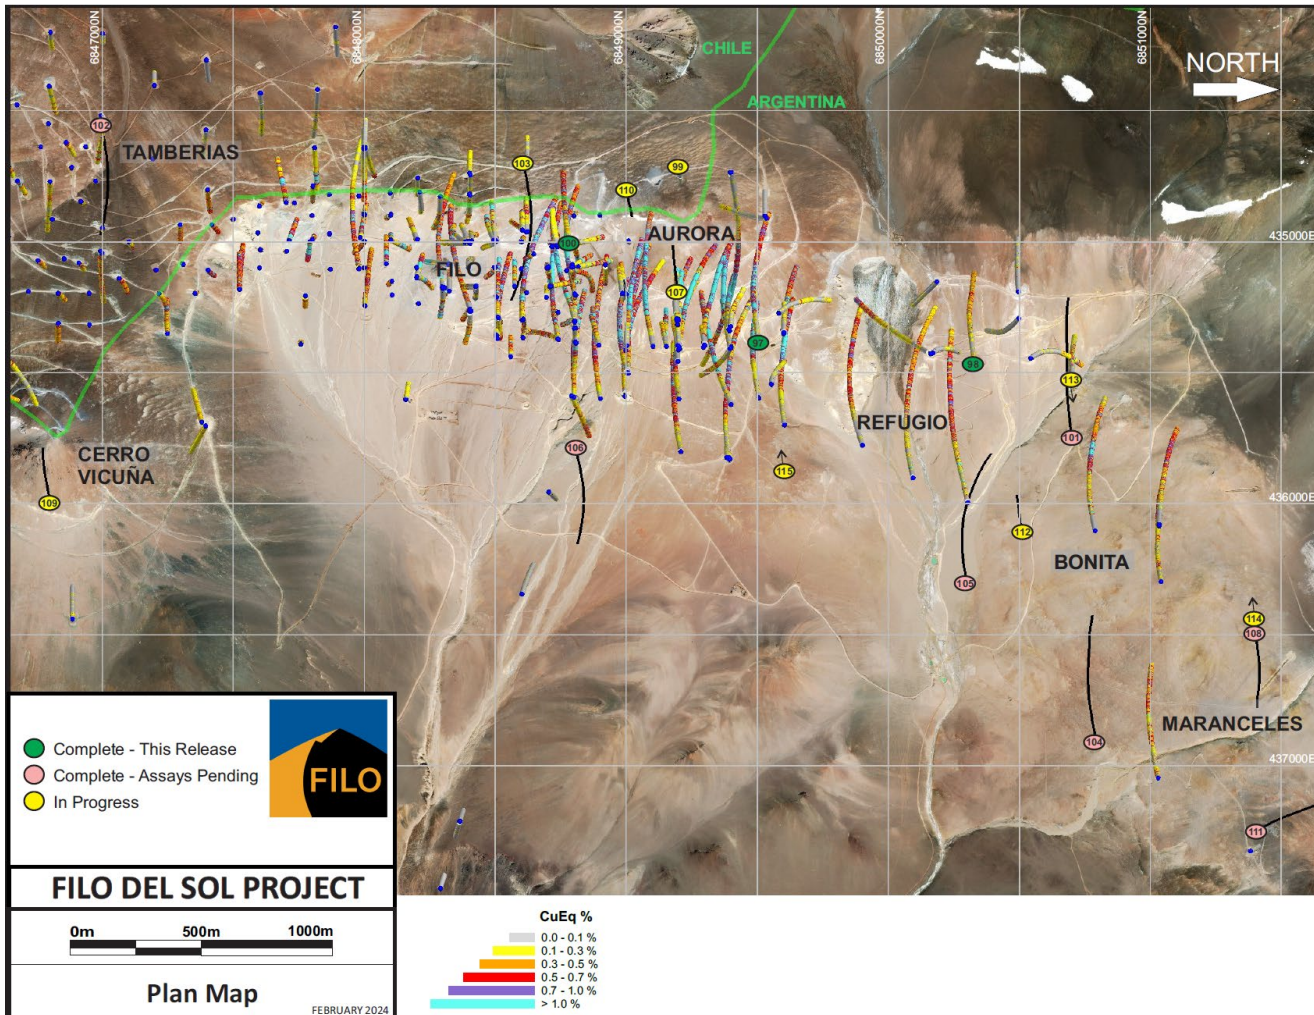 6847000N
6848000N
6849000N
6850000N
6851000N
CHILE
NORTH
ARGENTINA
102
TAMBERIAS
103
99
110
435000E
100
AURORA
FILO
107
97
98
113
REFUGIO
101
106
CERRO
VICUÑA
115
109
436000E
112
BONITA
105
114
108
MARANCELES
104
437000E
111
Complete - This Release
Complete - Assays Pending
In Progress
FILO
FILO DEL SOL PROJECT
0m 500m 1000m
Plan Map
FEBRUARY 2024
CuEq %
0.0 - 0.1 %
0.1 - 0.3 %
0.3 - 0.5 %
0.5 - 0.7 %
0.7 - 1.0 %
> 1.0 %